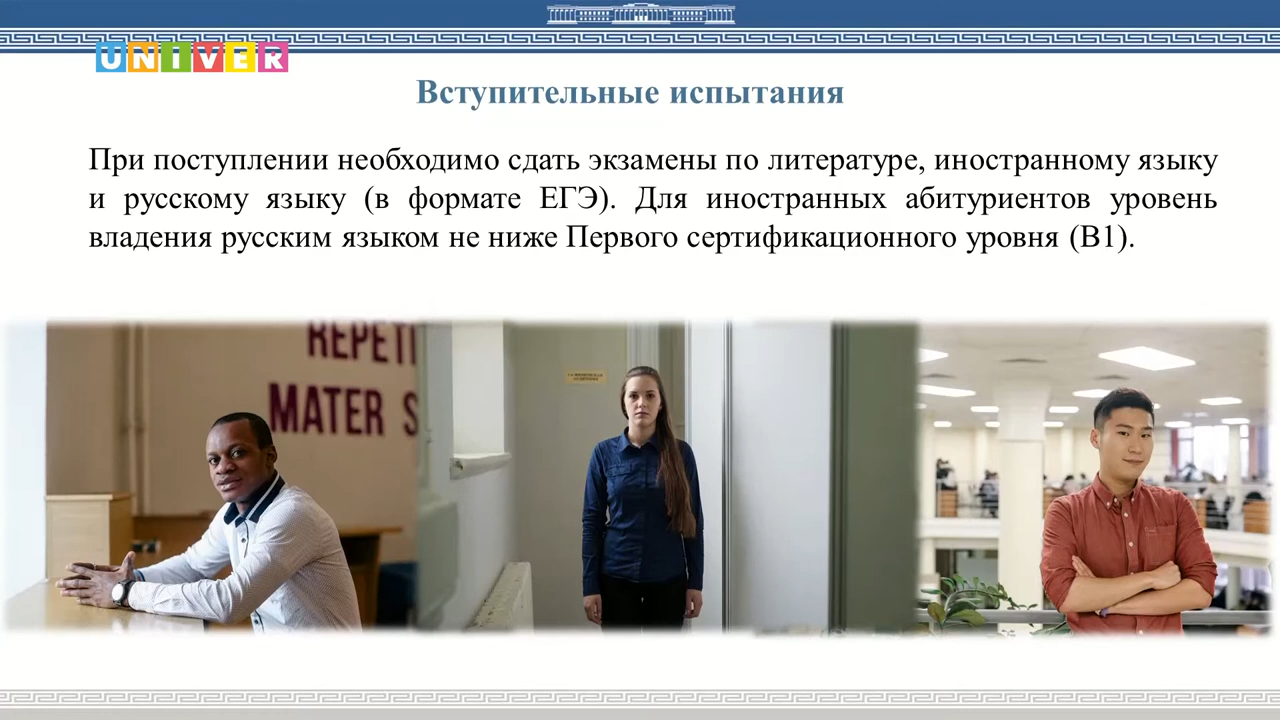 UNIVER
Вступительные испытания
При поступлении необходимо сдать экзамены по литературе, иностранному языку
и русскому языку (в формате ЕГЭ). Для иностранных абитуриентов уровень
владения русским языком не ниже Первого сертификационного уровня (В1).
REPETI
MATER S